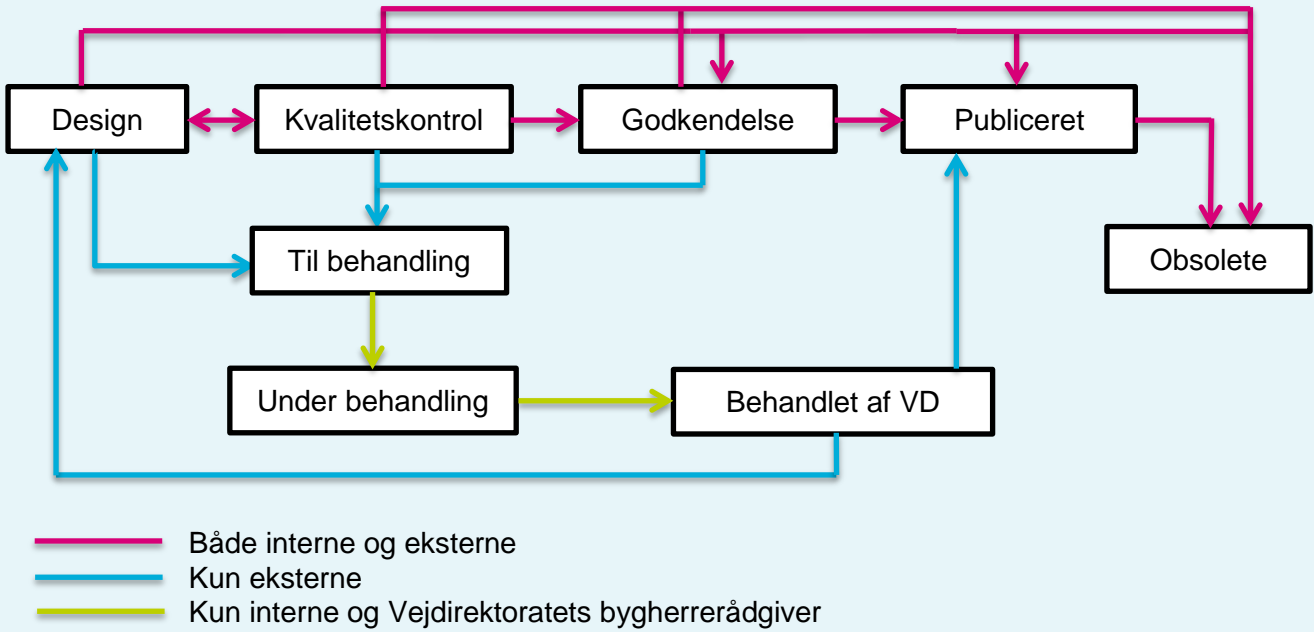 Design
Kvalitetskontrol
Godkendelse
Publiceret
Til behandling
Obsolete
Under behandling
Behandlet af VD
Både interne og eksterne
Kun eksterne
Kun interne og Vejdirektoratets bygherrerådgiver